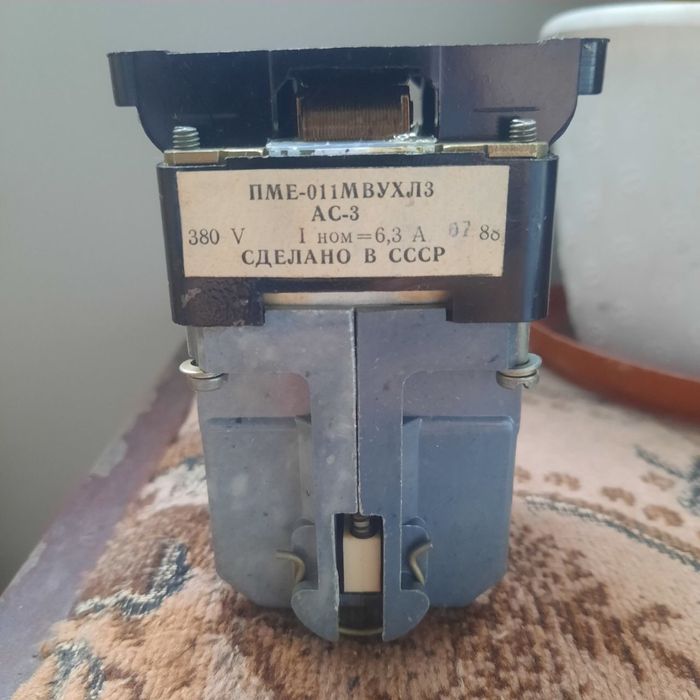 ПМЕ-011МВУХЛ3
АС-3
380 V I ном=6,3 А 07 88
СДЕЛАНО В СССР